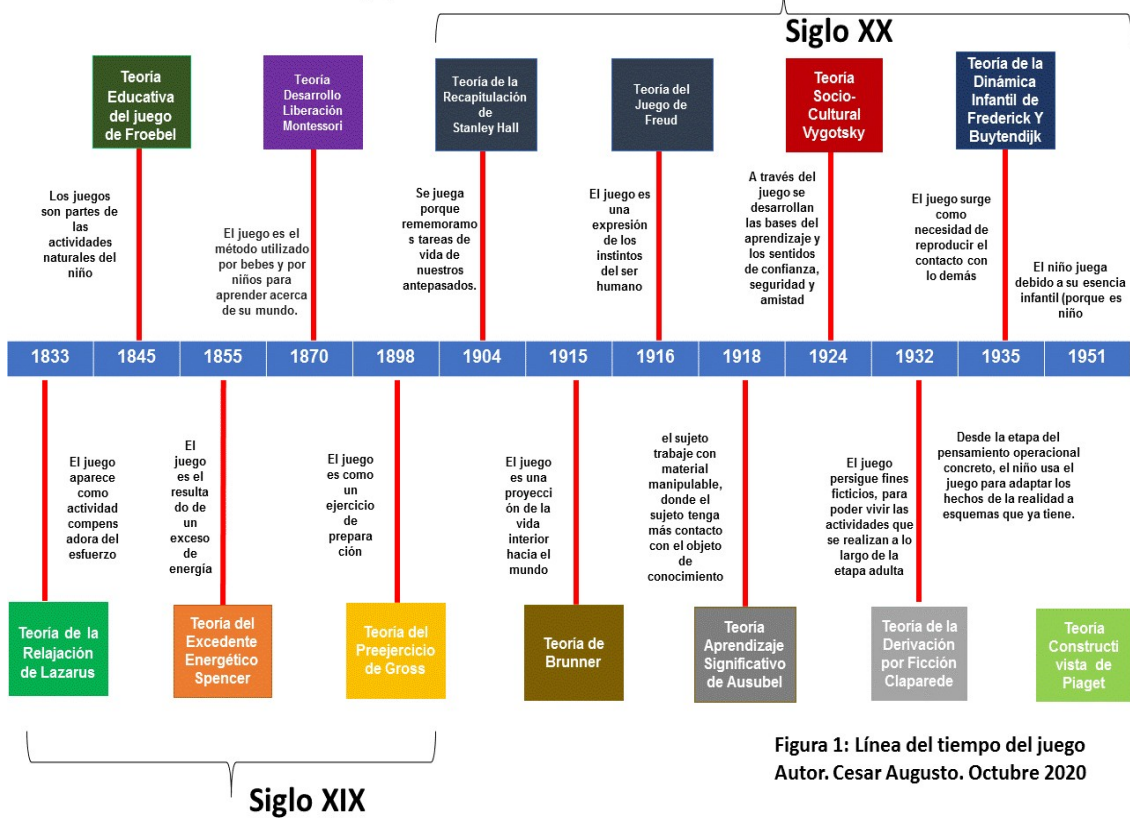 Siglo XX
Teoría
Educativa
del juego
de Froebel
Teoría
Desarrollo
Liberación
Montessori
Teoría de la
Recapitulación
de
Stanley Hall
Teoría del
Juego de
Freud
Teoría
Socio-
Cultural
Vygotsky
Teoría de la
Dinámica
Infantil de
Frederick Y
Buytendijk
Los juegos
son partes de
las
actividades
naturales del
niño
El juego es el
método utilizado
por bebes y por
niños para
aprender acerca
de su mundo.
Se juega
porque
rememoramo
s tareas de
vida de
nuestros
antepasados.
El juego es
una
expresión
de los
instintos del
ser humano
A través del
juego se
desarrollan
las bases del
aprendizaje y
los sentidos
de confianza,
seguridad y
amistad
El juego surge
como
necesidad de
reproducir el
contacto con
lo demás
El niño juega
debido a su esencia
infantil (porque es
niño
1833
1845
1855
1870
1898
1904
1915
1916
1918
1924
1932
1935
1951
El juego
aparece
como
actividad
compens
adora del
esfuerzo
El
juego
es el
resulta
do de
un
exceso
de
energía
El juego
es como
un
ejercicio
de
prepara
ción
El juego
es una
proyecci
ón de la
vida
interior
hacia el
mundo
el sujeto
trabaje con
material
manipulable,
donde el
sujeto tenga
más contacto
con el objeto
de
conocimiento
El juego
persigue fines
ficticios, para
poder vivir las
actividades que
se realizan a lo
largo de la
etapa adulta
Desde la etapa del
pensamiento operacional
concreto, el niño usa el
juego para adaptar los
hechos de la realidad a
esquemas que ya tiene.
Teoría de la
Relajación
de Lazarus
Teoría del
Excedente
Energético
Spencer
Teoría del
Preejercicio
de Gross
Teoría de
Brunner
Teoría
Aprendizaje
Significativo
de Ausubel
Teoría de la
Derivación
por Ficción
Claparede
Teoría
Constructi
vista de
Piaget
Figura 1: Línea del tiempo del juego
Autor. Cesar Augusto. Octubre 2020
Siglo XIX